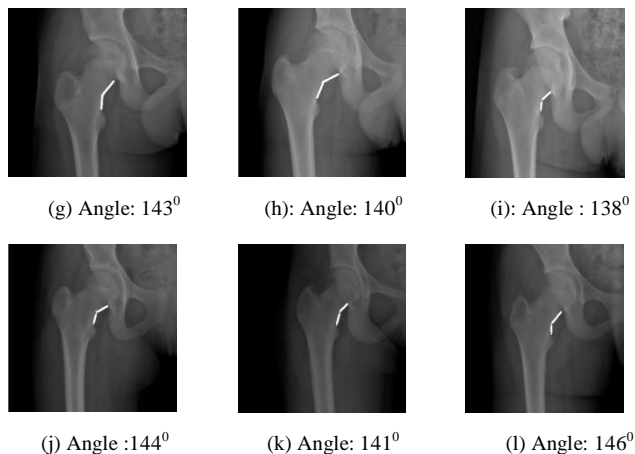 (g) Angle: 143⁰ (h): Angle: 140⁰ (i): Angle : 138⁰
(j) Angle :144⁰ (k) Angle: 141⁰ (l) Angle: 146⁰